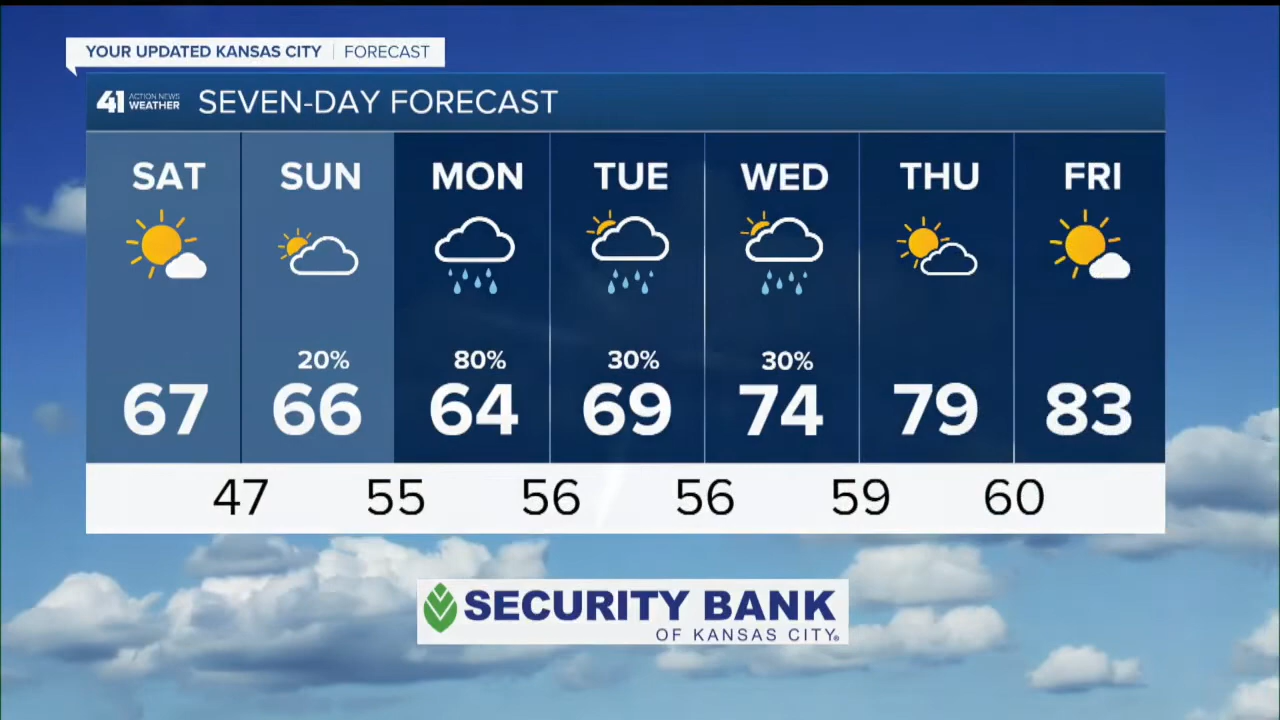 YOUR UPDATED KANSAS CITY | FORECAST
41 ACTION NEWS WEATHER SEVEN-DAY FORECAST
SAT SUN MON TUE WED THU FRI
20% 80% 30% 30%
67 66 64 69 74 79 83
47 55 56 56 59 60
SECURITY BANK
OF KANSAS CITY®